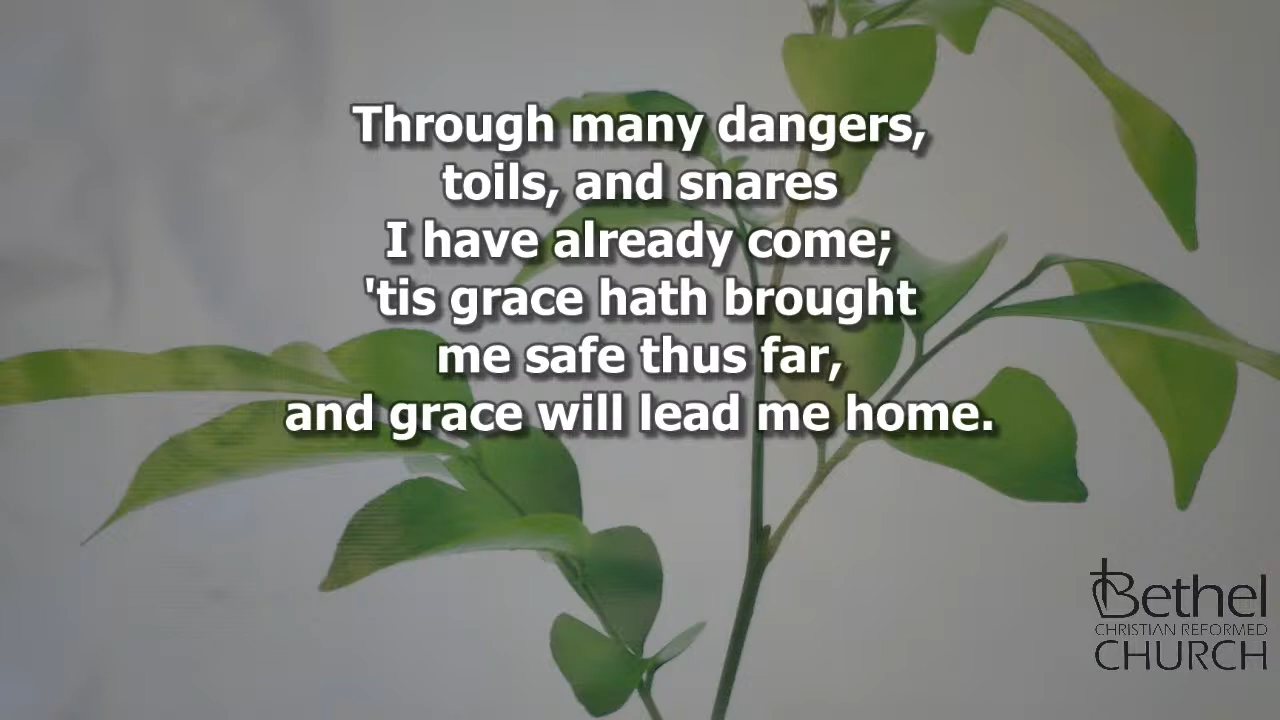 Through many dangers,
toils, and snares
I have already come;
'tis grace hath brought
me safe thus far,
and grace will lead me home.
Bethel
CHRISTIAN REFORMED
CHURCH